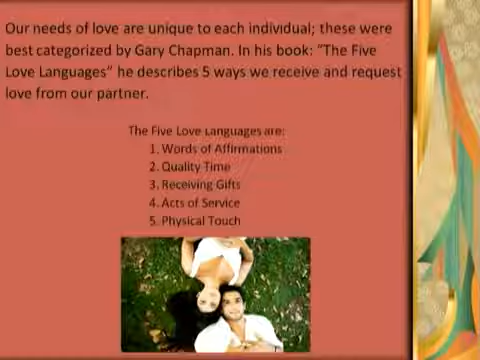 Our needs of love are unique to each individual; these were
best categorized by Gary Chapman. In his book: “The Five
Love Languages” he describes 5 ways we receive and request
love from our partner.
The Five Love Languages are:
1. Words of Affirmations
2. Quality Time
3. Receiving Gifts
4. Acts of Service
5. Physical Touch